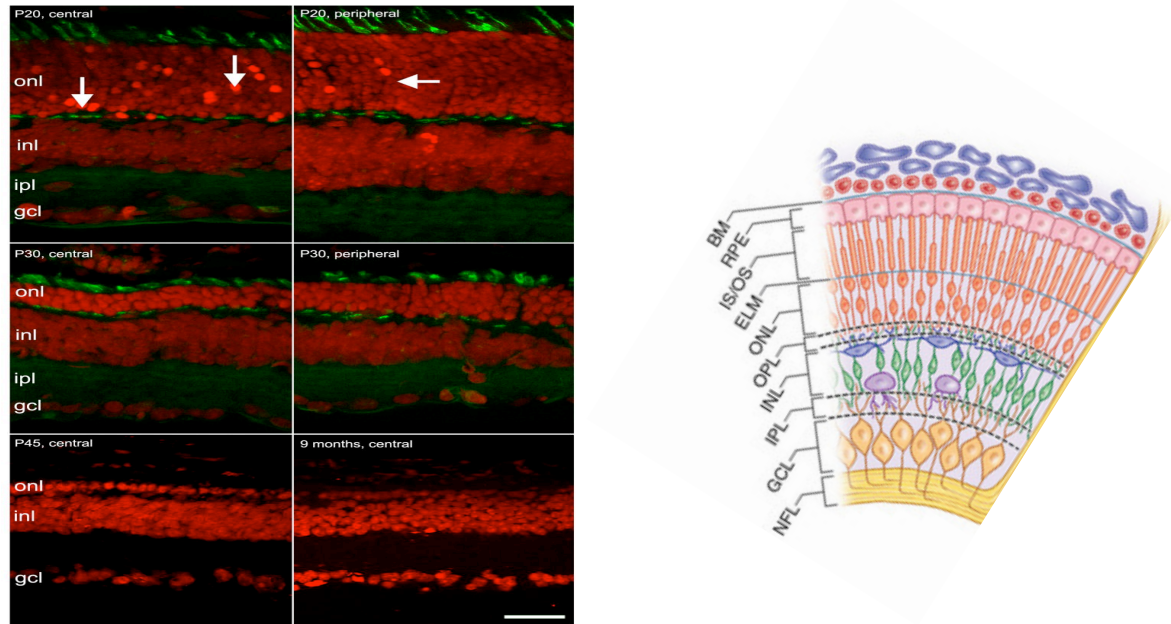 P20, central
P20, peripheral
onl
inl
ipl
gcl
P30, central
P30, peripheral
onl
inl
ipl
gcl
P45, central
9 months, central
onl
inl
gcl
BM
RPE
IS/OS
ELM
ONL
OPL
INL
IPL
GCL
NFL